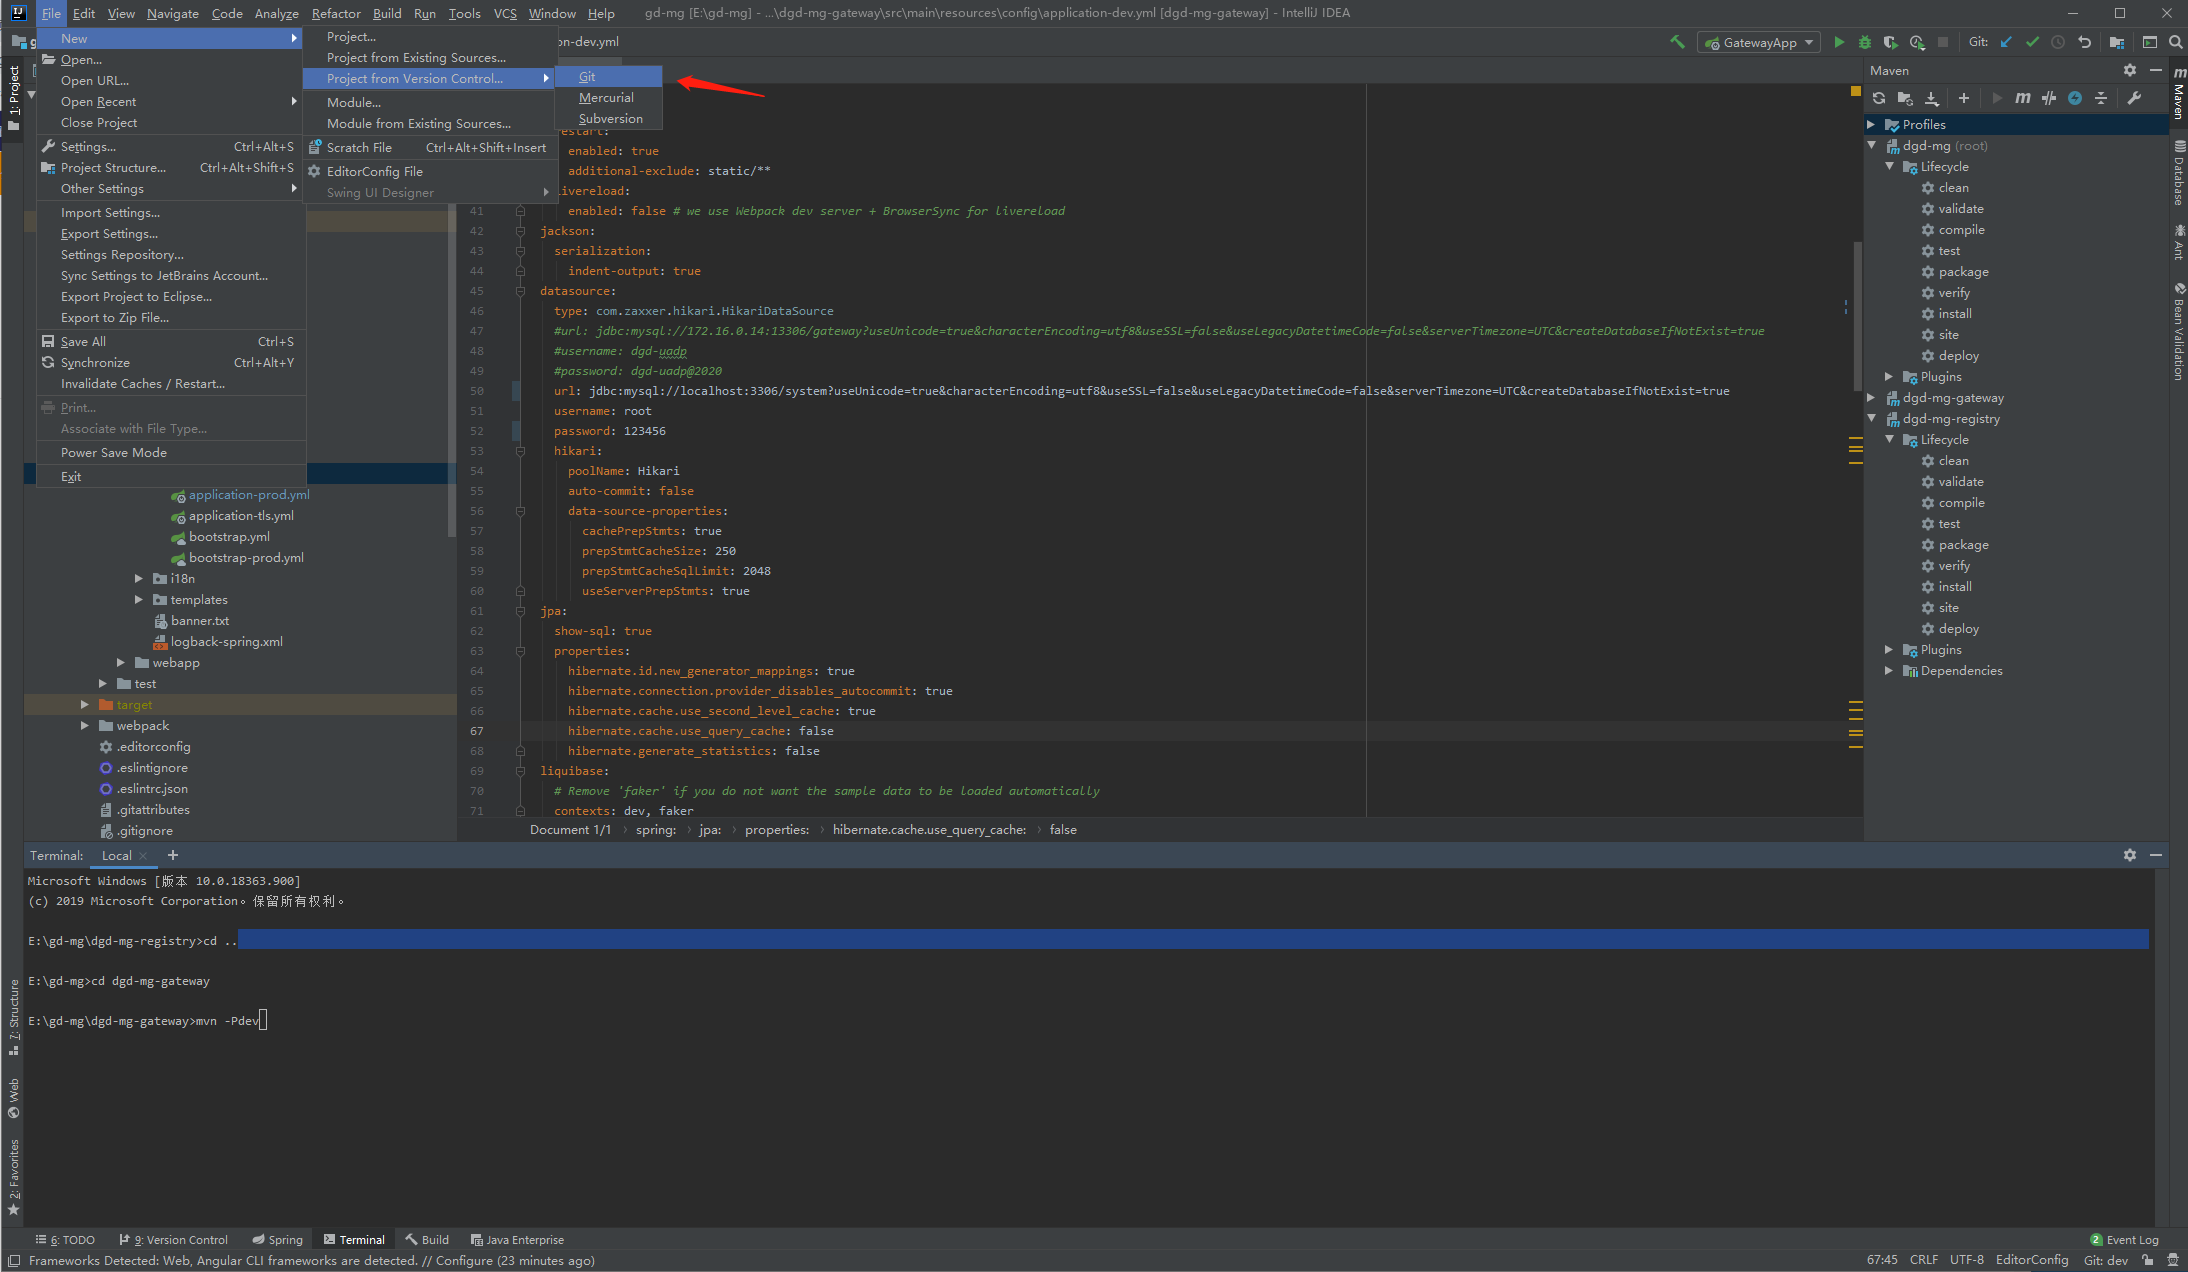 File Edit View Navigate Code Analyze Refactor Build Run Tools VCS Window Help gd-mg [E:\gd-mg] - ...\dgd-mg-gateway\src\main\resources\config\application-dev.yml [dgd-mg-gateway] - IntelliJ IDEA
g
on-dev.yml
GatewayApp
Git:
New
Open...
Open URL...
Open Recent
Close Project
Settings... Ctrl+Alt+S
Project Structure... Ctrl+Alt+Shift+S
Other Settings
Import Settings...
Export Settings...
Settings Repository...
Sync Settings to JetBrains Account...
Export Project to Eclipse...
Export to Zip File...
Save All Ctrl+S
Synchronize Ctrl+Alt+Y
Invalidate Caches / Restart...
Print...
Associate with File Type...
Power Save Mode
Exit
Project...
Project from Existing Sources...
Project from Version Control...
Module...
Module from Existing Sources...
Scratch File Ctrl+Alt+Shift+Insert
EditorConfig File
Swing UI Designer
Git
Mercurial
Subversion
1: Project
application-prod.yml
application-tls.yml
bootstrap.yml
bootstrap-prod.yml
i18n
templates
banner.txt
logback-spring.xml
webapp
test
target
webpack
.editorconfig
.eslintignore
.eslintrc.json
.gitattributes
.gitignore
estart:
enabled: true
additional-exclude: static/**
ivereload:
41 enabled: false # we use Webpack dev server + BrowserSync for livereload
42 jackson:
43 serialization:
44 indent-output: true
45 datasource:
46 type: com.zaxxer.hikari.HikariDataSource
47 #url: jdbc:mysql://172.16.0.14:13306/gateway?useUnicode=true&characterEncoding=utf8&useSSL=false&useLegacyDatetimeCode=false&serverTimezone=UTC&createDatabaseIfNotExist=true
48 #username: dgd-uadp
49 #password: dgd-uadp@2020
50 url: jdbc:mysql://localhost:3306/system?useUnicode=true&characterEncoding=utf8&useSSL=false&useLegacyDatetimeCode=false&serverTimezone=UTC&createDatabaseIfNotExist=true
51 username: root
52 password: 123456
53 hikari:
54 poolName: Hikari
55 auto-commit: false
56 data-source-properties:
57 cachePrepStmts: true
58 prepStmtCacheSize: 250
59 prepStmtCacheSqlLimit: 2048
60 useServerPrepStmts: true
61 jpa:
62 show-sql: true
63 properties:
64 hibernate.id.new_generator_mappings: true
65 hibernate.connection.provider_disables_autocommit: true
66 hibernate.cache.use_second_level_cache: true
67 hibernate.cache.use_query_cache: false
68 hibernate.generate_statistics: false
69 liquibase:
70 # Remove 'faker' if you do not want the sample data to be loaded automatically
71 contexts: dev, faker
Document 1/1 › spring: › jpa: › properties: › hibernate.cache.use_query_cache: › false
Maven
Profiles
dgd-mg (root)
Lifecycle
clean
validate
compile
test
package
verify
install
site
deploy
Plugins
dgd-mg-gateway
dgd-mg-registry
Lifecycle
clean
validate
compile
test
package
verify
install
site
deploy
Plugins
Dependencies
Maven
Database
Ant
Bean Validation
Terminal: Local × +
Microsoft Windows [版本 10.0.18363.900]
(c) 2019 Microsoft Corporation。保留所有权利。
E:\gd-mg\dgd-mg-registry>cd ..
E:\gd-mg>cd dgd-mg-gateway
E:\gd-mg\dgd-mg-gateway>mvn -Pdev
7: Structure
Web
2: Favorites
6: TODO 9: Version Control Spring Terminal Build Java Enterprise 2 Event Log
Frameworks Detected: Web, Angular CLI frameworks are detected. // Configure (23 minutes ago) 67:45 CRLF UTF-8 EditorConfig Git: dev